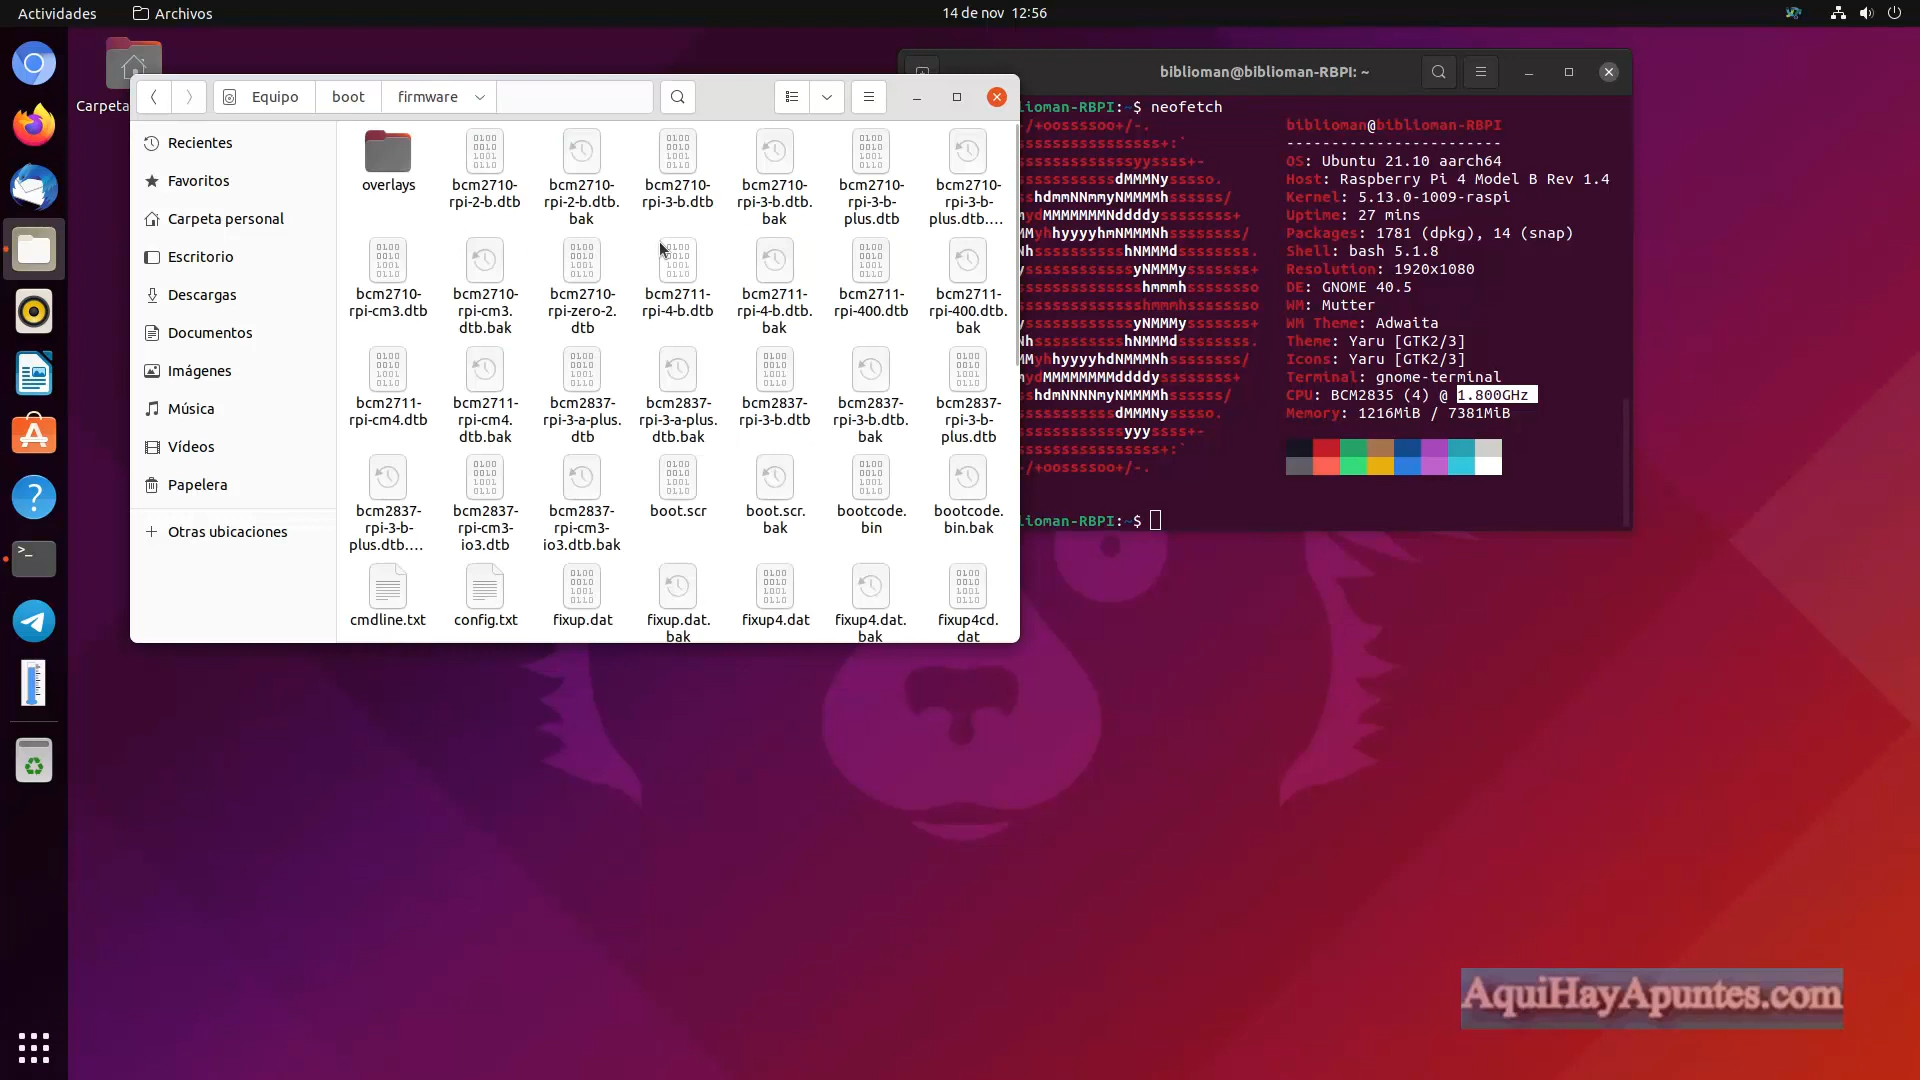 Actividades
Archivos
14 de nov 12:56
Carpeta
Equipo
boot
firmware
Recientes
Favoritos
Carpeta personal
Escritorio
Descargas
Documentos
Imágenes
Música
Vídeos
Papelera
Otras ubicaciones
overlays
bcm2710-
rpi-2-b.dtb
bcm2710-
rpi-2-b.dtb.
bak
bcm2710-
rpi-3-b.dtb
bcm2710-
rpi-3-b.dtb.
bak
bcm2710-
rpi-3-b-
plus.dtb
bcm2710-
rpi-3-b-
plus.dtb....
bcm2710-
rpi-cm3.dtb
bcm2710-
rpi-cm3.
dtb.bak
bcm2710-
rpi-zero-2.
dtb
bcm2711-
rpi-4-b.dtb
bcm2711-
rpi-4-b.dtb.
bak
bcm2711-
rpi-400.dtb
bcm2711-
rpi-400.dtb.
bak
bcm2711-
rpi-cm4.dtb
bcm2711-
rpi-cm4.
dtb.bak
bcm2837-
rpi-3-a-plus.
dtb
bcm2837-
rpi-3-a-plus.
dtb.bak
bcm2837-
rpi-3-b.dtb
bcm2837-
rpi-3-b.dtb.
bak
bcm2837-
rpi-3-b-
plus.dtb
bcm2837-
rpi-3-b-
plus.dtb....
bcm2837-
rpi-cm3-
io3.dtb
bcm2837-
rpi-cm3-
io3.dtb.bak
boot.scr
boot.scr.
bak
bootcode.
bin
bootcode.
bin.bak
cmdline.txt
config.txt
fixup.dat
fixup.dat.
bak
fixup4.dat
fixup4.dat.
bak
fixup4cd.
dat
biblioman@biblioman-RBPI: ~
lioman-RBPI:~$ neofetch
/+oossssoo+/-.
biblioman@biblioman-RBPI
------------------------
OS: Ubuntu 21.10 aarch64
Host: Raspberry Pi 4 Model B Rev 1.4
Kernel: 5.13.0-1009-raspi
Uptime: 27 mins
Packages: 1781 (dpkg), 14 (snap)
Shell: bash 5.1.8
Resolution: 1920x1080
DE: GNOME 40.5
WM: Mutter
WM Theme: Adwaita
Theme: Yaru [GTK2/3]
Icons: Yaru [GTK2/3]
Terminal: gnome-terminal
CPU: BCM2835 (4) @ 1.800GHz
Memory: 1216MiB / 7381MiB
lioman-RBPI:~$
AquiHayApuntes.com